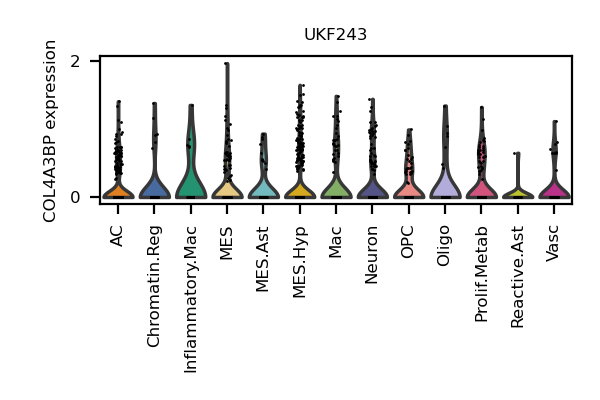 UKF243
COL4A3BP expression
2
0
AC
Chromatin.Reg
Inflammatory.Mac
MES
MES.Ast
MES.Hyp
Mac
Neuron
OPC
Oligo
Prolif.Metab
Reactive.Ast
Vasc